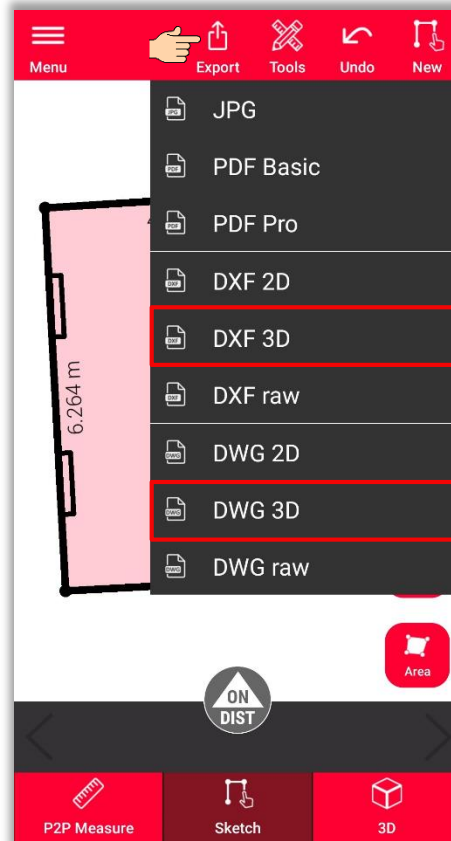 Menu
Export
Tools
Undo
New
JPG
PDF Basic
PDF Pro
DXF 2D
DXF 3D
DXF raw
DWG 2D
DWG 3D
DWG raw
6.264 m
Area
ON
DIST
P2P Measure
Sketch
3D